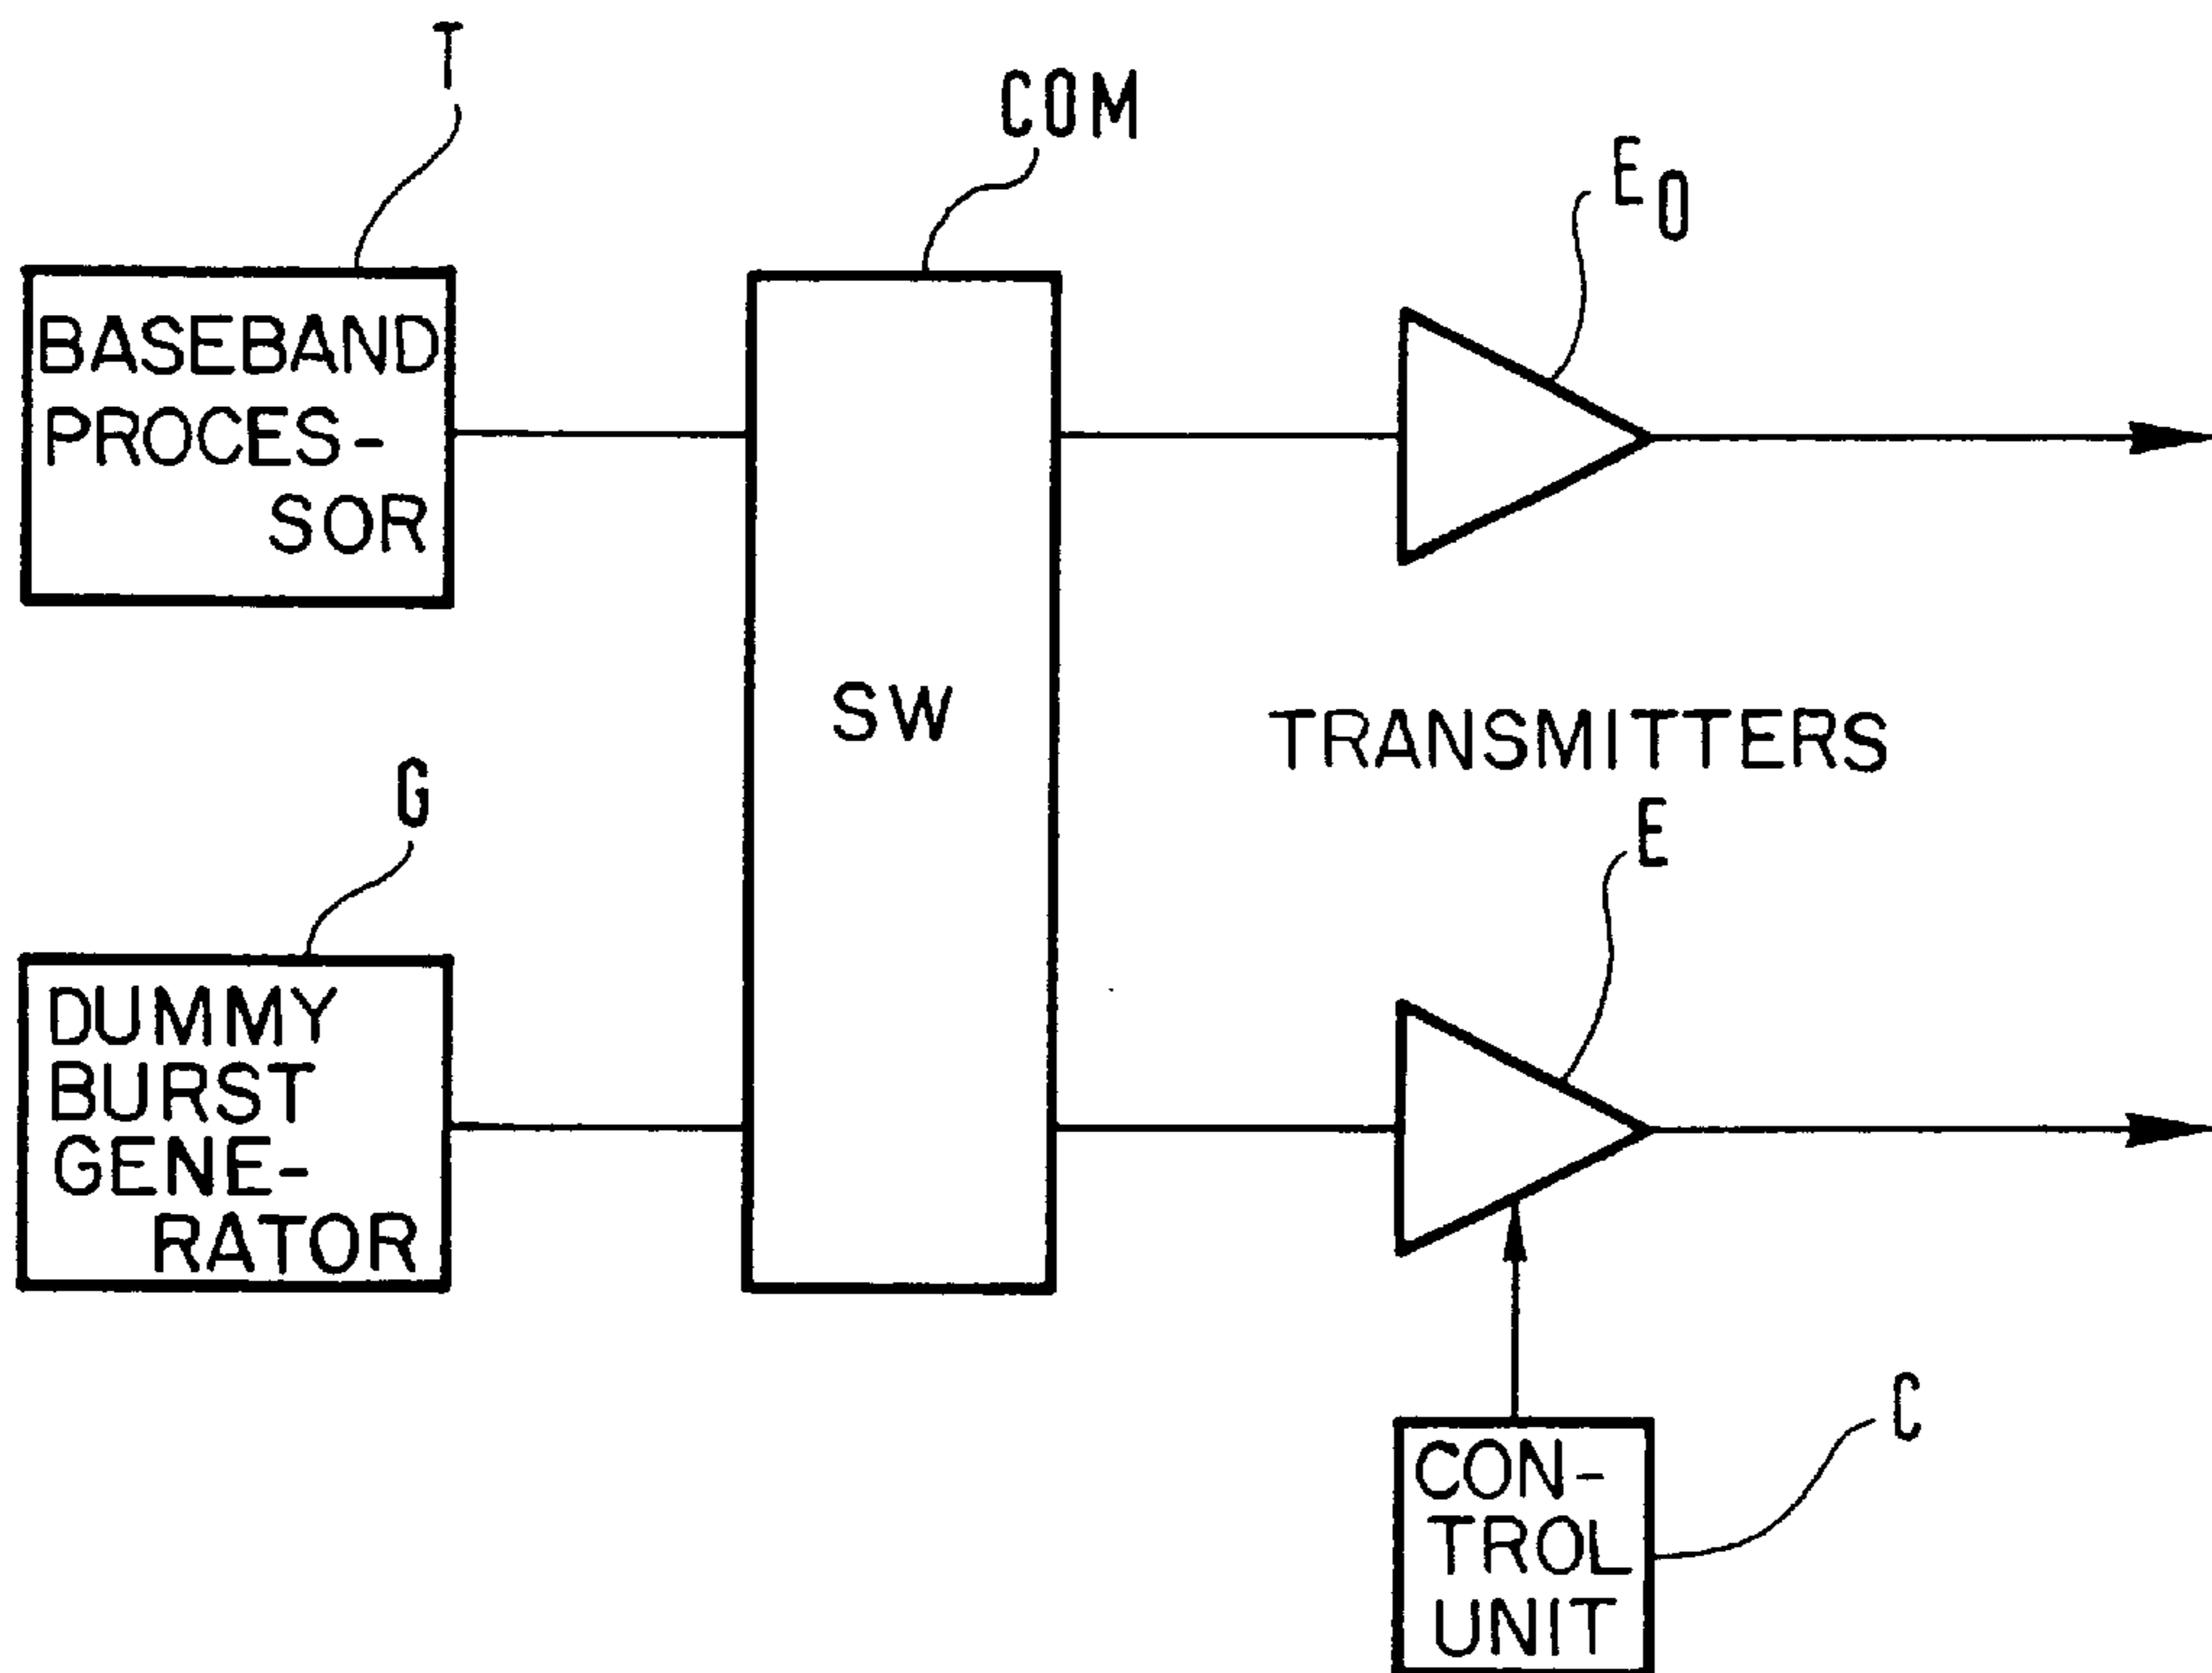 T
COM
E0
BASEBAND
PROCES-
SOR
SW
TRANSMITTERS
G
E
DUMMY
BURST
GENE-
RATOR
C
CON-
TROL
UNIT